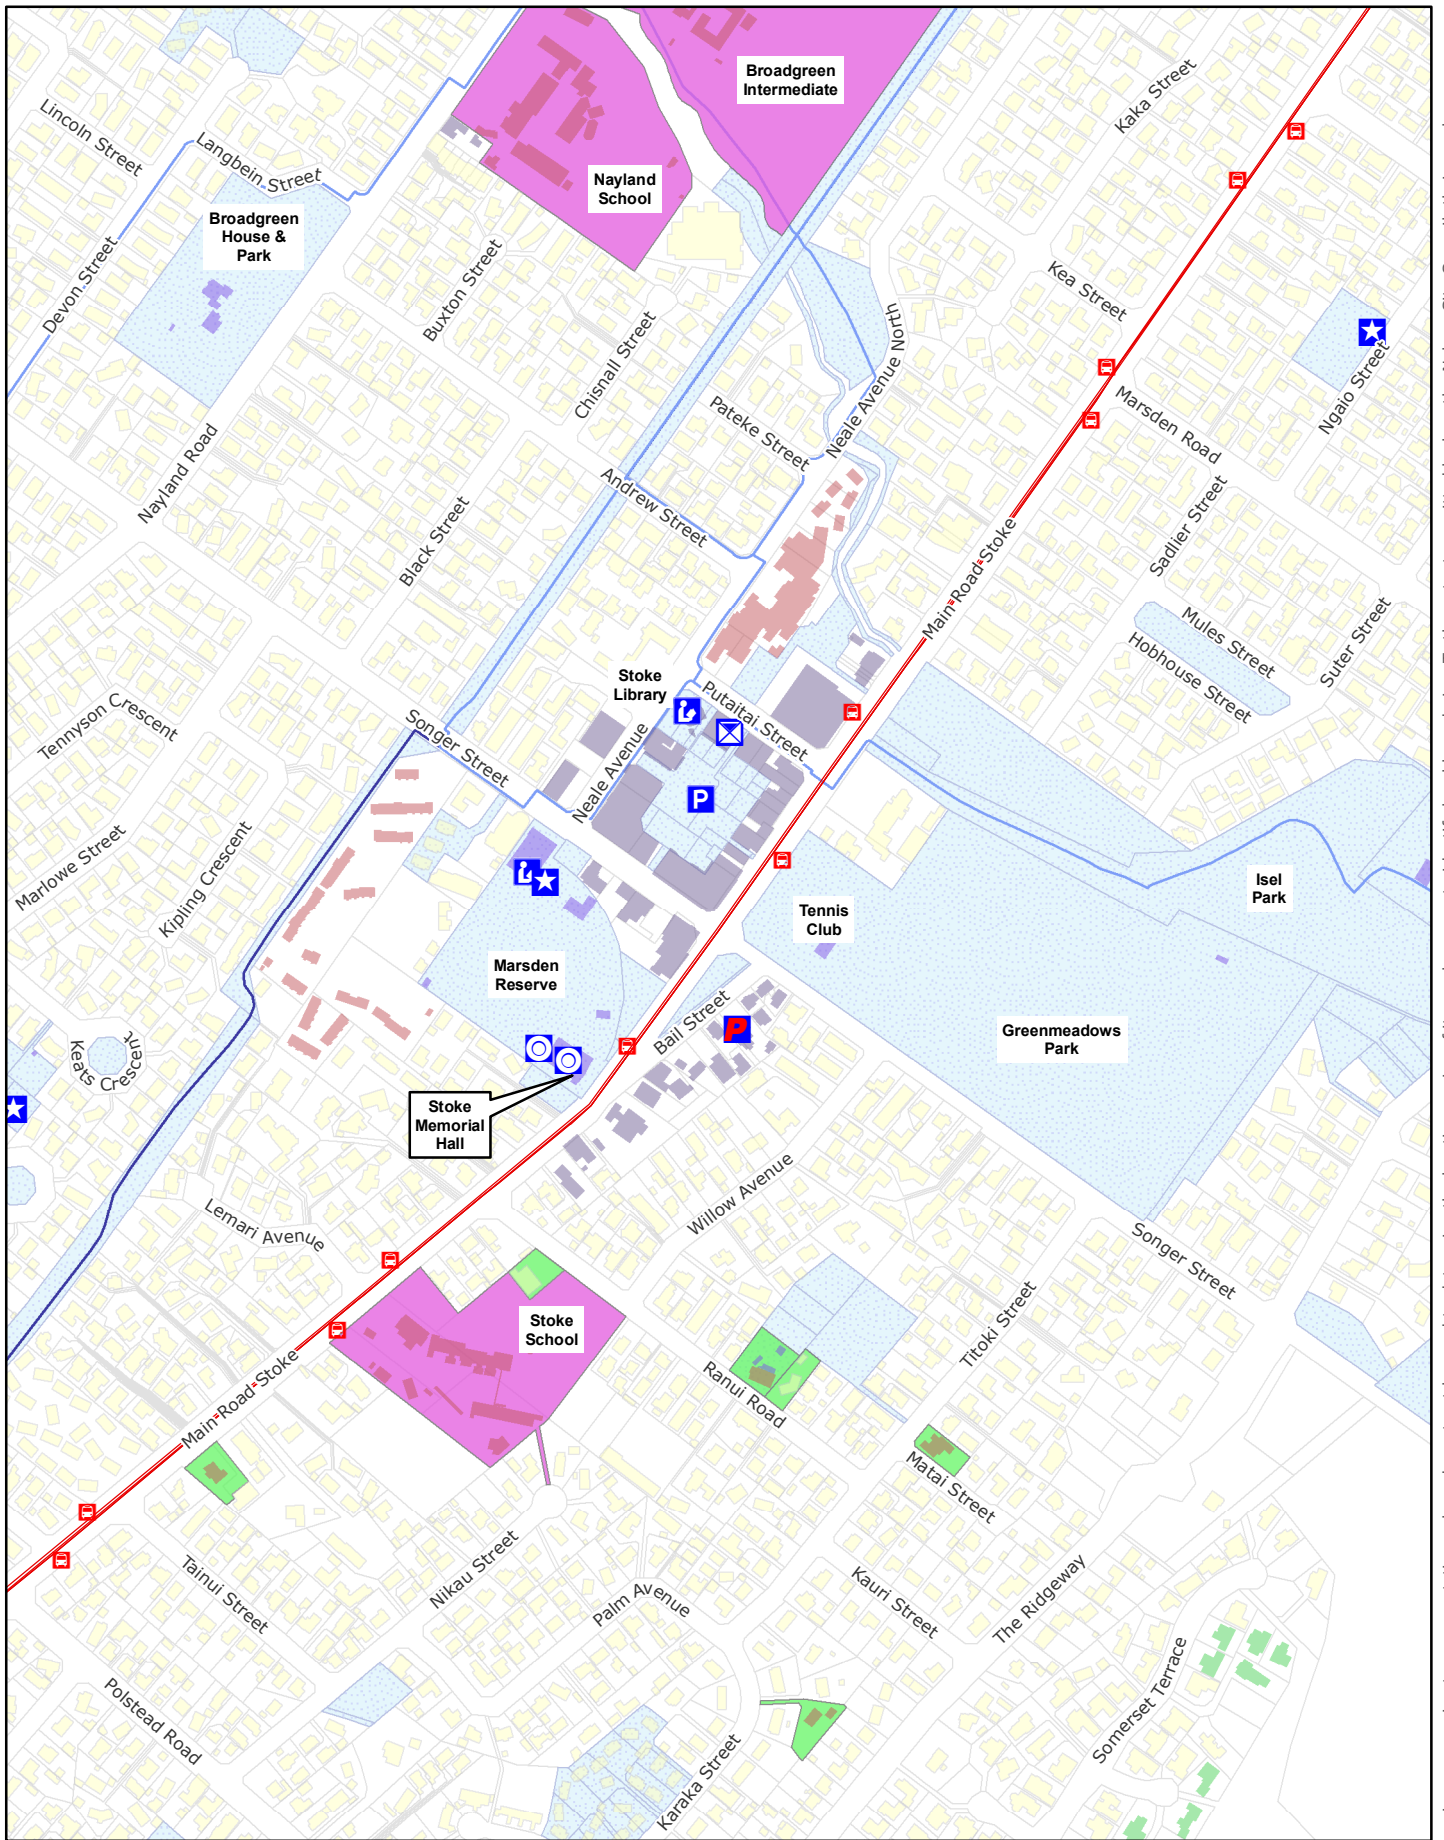 Broadgreen
Intermediate
Kaka Street
Lincoln Street
Langbein Street
Nayland
School
Broadgreen
House &
Park
Devon Street
Buxton Street
Kea Street
Chisnall Street
Neale Avenue North
Ngaio Street
Pateke Street
Marsden Road
Nayland Road
Andrew Street
Black Street
Sadlier Street
Main Road Stoke
Mules Street
Hobhouse Street
Suter Street
Stoke
Library
Putaitai Street
Tennyson Crescent
Songer Street
Neale Avenue
P
Marlowe Street
Kipling Crescent
Isel
Park
Tennis
Club
Marsden
Reserve
Bail Street
P
Greenmeadows
Park
Keats Crescent
Stoke
Memorial
Hall
Willow Avenue
Lemari Avenue
Songer Street
Stoke
School
Titoki Street
Ranui Road
Main Road Stoke
Matai Street
Tainui Street
Nikau Street
Palm Avenue
Kauri Street
The Ridgeway
Somerset Terrace
Polstead Road
Karaka Street